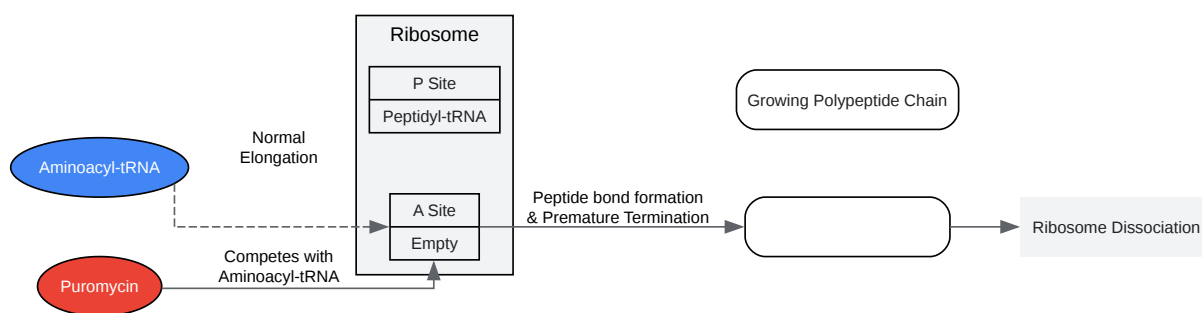 Ribosome
P Site
Peptidyl-tRNA
Growing Polypeptide Chain
Normal
Elongation
Aminoacyl-tRNA
A Site
Empty
Peptide bond formation
& Premature Termination
Ribosome Dissociation
Competes with
Aminoacyl-tRNA
Puromycin